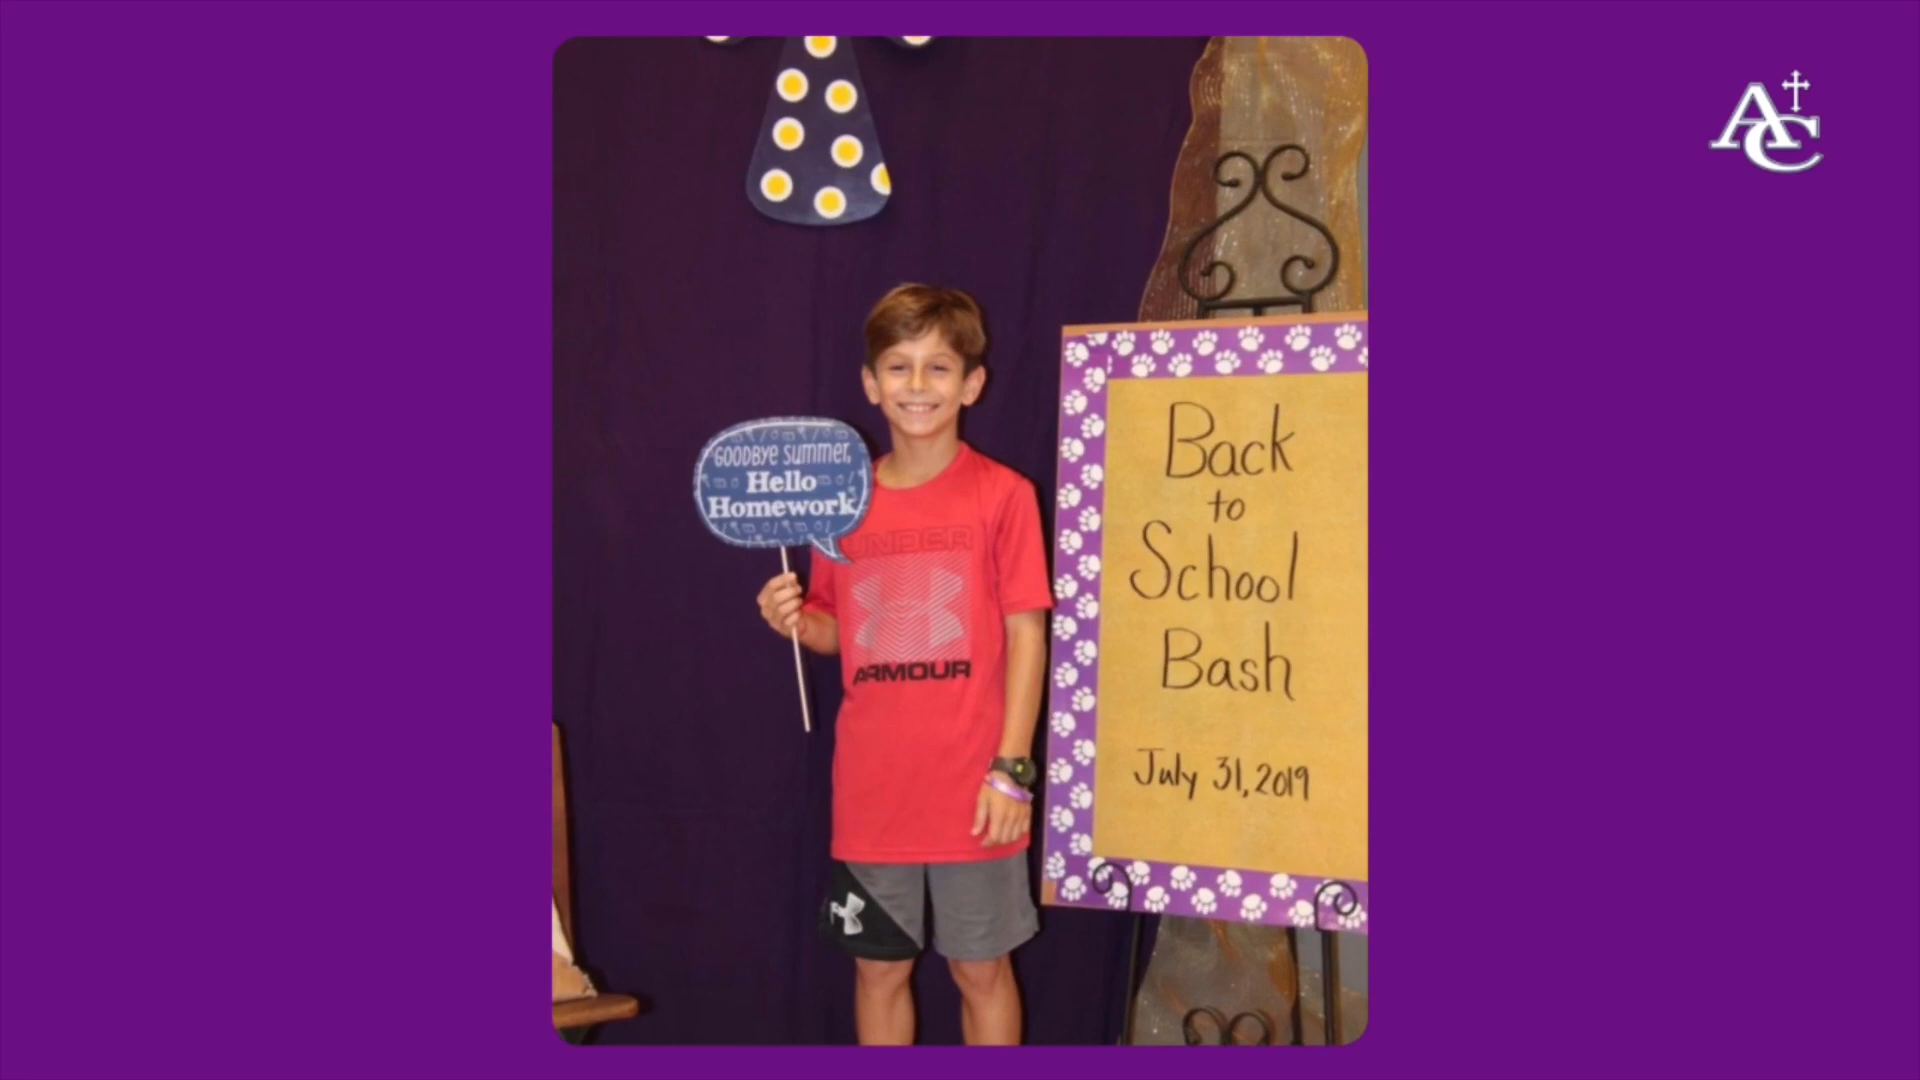 AC
GOODBye summer,
Hello
Homework
UNDER
ARMOUR
Back
to
School
Bash
July 31, 2019